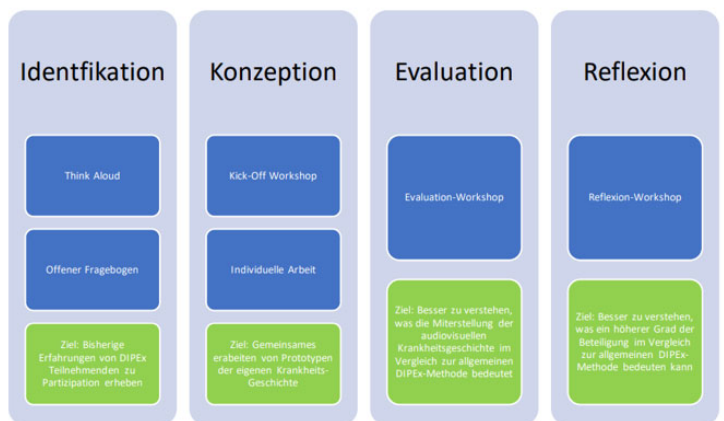 Identfikation
Think Aloud
Offener Fragebogen
Ziel: Bisherige
Erfahrungen von DIPEx
Teilnehmenden zu
Partizipation erheben
Konzeption
Kick-Off Workshop
Individuelle Arbeit
Ziel: Gemeinsames
erabeiten von Prototypen
der eigenen Krankheits-
Geschichte
Evaluation
Evaluation-Workshop
Ziel: Besser zu verstehen,
was die Miterstellung der
audiovisuellen
Krankheitsgeschichte im
Vergleich zur allgemeinen
DIPEx-Methode bedeutet
Reflexion
Reflexion-Workshop
Ziel: Besser zu verstehen,
was ein höherer Grad der
Beteiligung im Vergleich
zur allgemeinen DIPEx-
Methode bedeuten kann